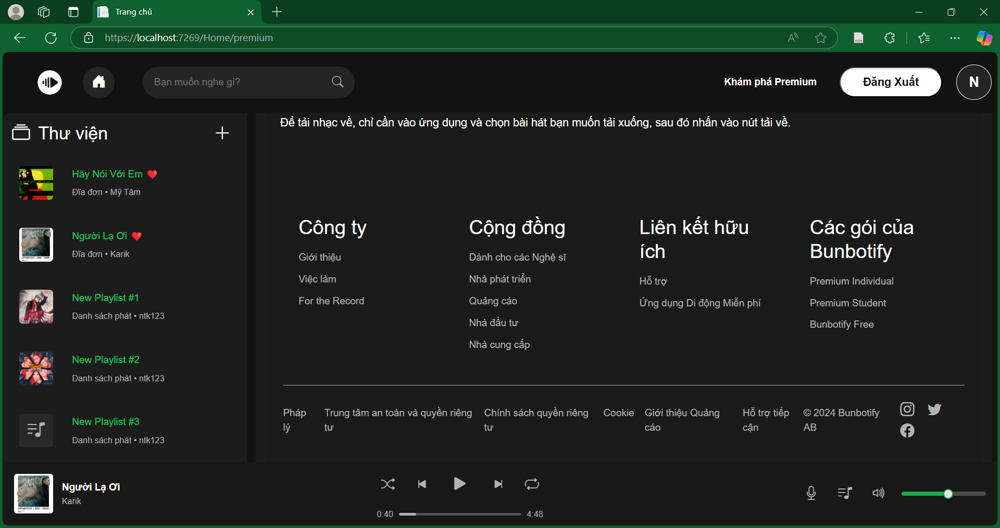 Trang chủ
https://localhost:7269/Home/premium
Bạn muốn nghe gì?
Khám phá Premium
Đăng Xuất
N
Thư viện
Hãy Nói Với Em ❤️
Đĩa đơn • Mỹ Tâm
Người Lạ Ơi ❤️
Đĩa đơn • Karik
New Playlist #1
Danh sách phát • ntk123
New Playlist #2
Danh sách phát • ntk123
New Playlist #3
Danh sách phát • ntk123
Để tải nhạc về, chỉ cần vào ứng dụng và chọn bài hát bạn muốn tải xuống, sau đó nhấn vào nút tải về.
Công ty
Giới thiệu
Việc làm
For the Record
Cộng đồng
Dành cho các Nghệ sĩ
Nhà phát triển
Quảng cáo
Nhà đầu tư
Nhà cung cấp
Liên kết hữu
ích
Hỗ trợ
Ứng dụng Di động Miễn phí
Các gói của
Bunbotify
Premium Individual
Premium Student
Bunbotify Free
Pháp
lý
Trung tâm an toàn và quyền riêng
tư
Chính sách quyền riêng
tư
Cookie
Giới thiệu Quảng
cáo
Hỗ trợ tiếp
cận
© 2024 Bunbotify
AB
Người Lạ Ơi
Karik
0:40
4:48